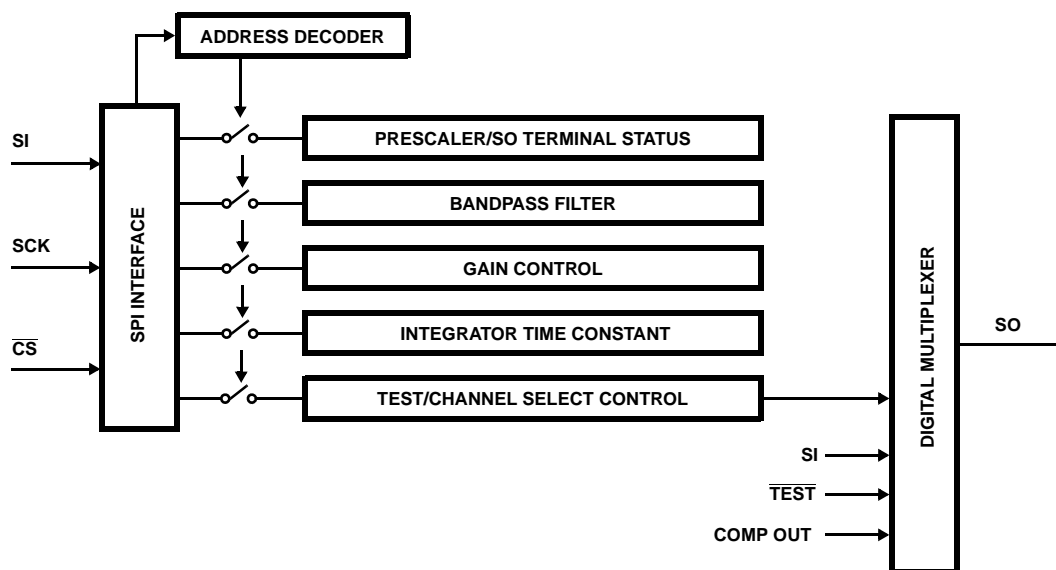 ADDRESS DECODER
SI
SCK
CS
SPI INTERFACE
PRESCALER/SO TERMINAL STATUS
BANDPASS FILTER
GAIN CONTROL
INTEGRATOR TIME CONSTANT
TEST/CHANNEL SELECT CONTROL
SI
TEST
COMP OUT
DIGITAL MULTIPLEXER
SO